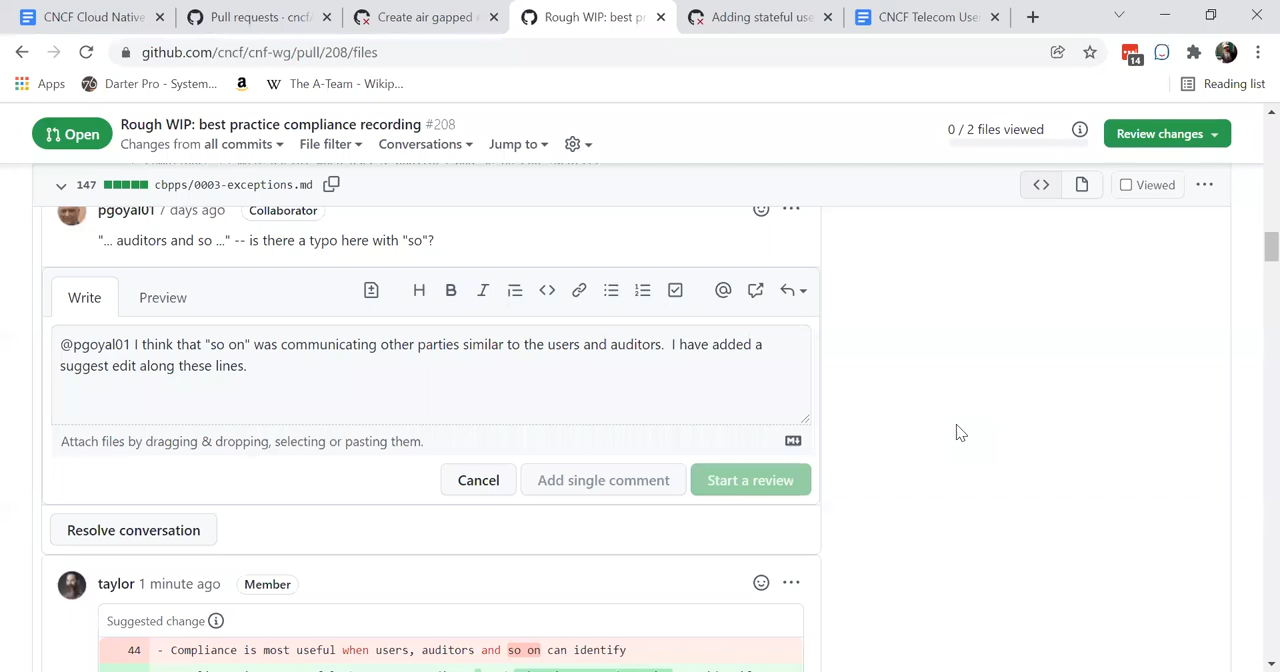 CNCF Cloud Native
Pull requests · cncf/
Create air gapped
Rough WIP: best pr
Adding stateful use
CNCF Telecom User
github.com/cncf/cnf-wg/pull/208/files
14
Apps
Darter Pro - System...
The A-Team - Wikip...
Reading list
Open
Rough WIP: best practice compliance recording #208
Changes from all commits
File filter
Conversations
Jump to
0 / 2 files viewed
Review changes
147
cbpps/0003-exceptions.md
Viewed
pgoyal01 7 days ago
Collaborator
"... auditors and so ..." -- is there a typo here with "so"?
Write
Preview
@pgoyal01 I think that "so on" was communicating other parties similar to the users and auditors.  I have added a
suggest edit along these lines.
Attach files by dragging & dropping, selecting or pasting them.
Cancel
Add single comment
Start a review
Resolve conversation
taylor 1 minute ago
Member
Suggested change
44
- Compliance is most useful when users, auditors and so on can identify